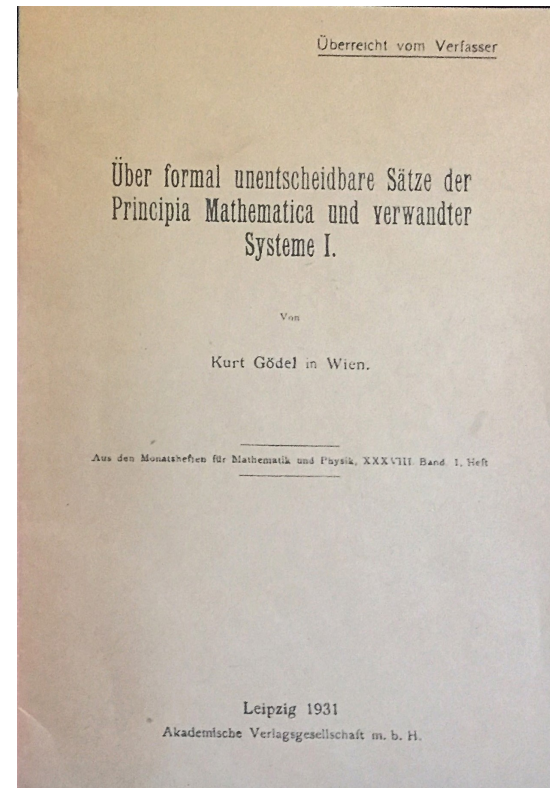 Überreicht vom Verfasser
Über formal unentscheidbare Sätze der
Principia Mathematica und verwandter
Systeme I.
Von
Kurt Gödel in Wien.
Aus den Monatsheften für Mathematik und Physik, XXXVIII. Band. 1. Heft
Leipzig 1931
Akademische Verlagsgesellschaft m. b. H.